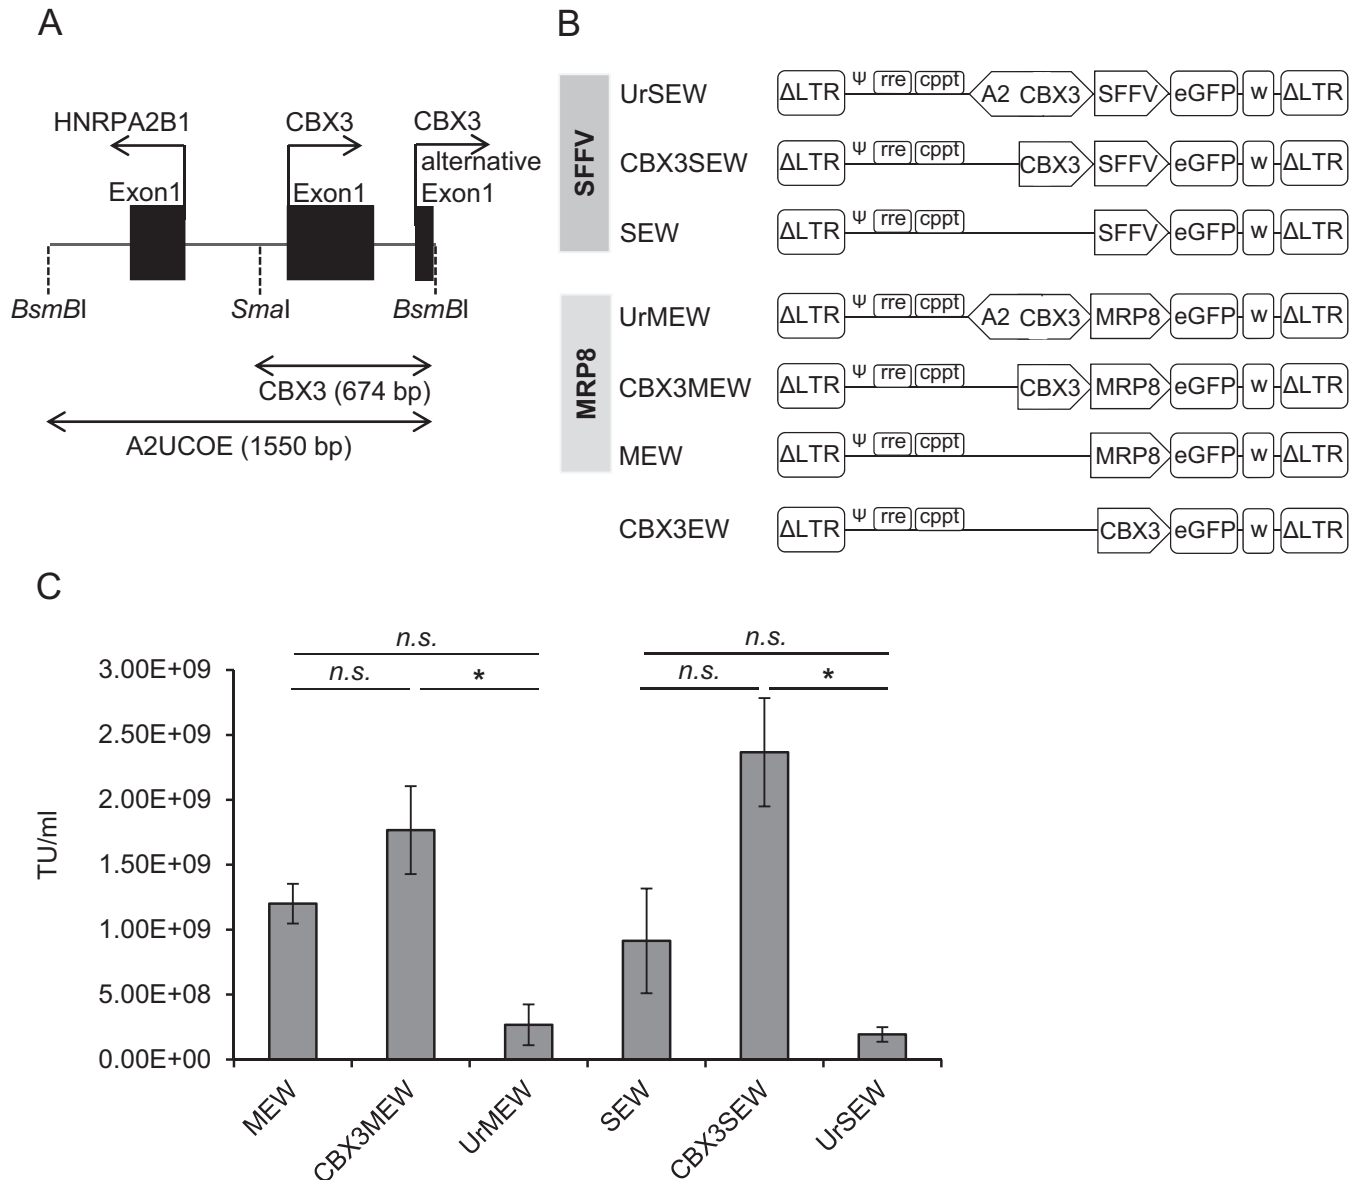 A
HNRPA2B1
CBX3
CBX3
alternative
Exon1
Exon1
Exon1
BsmBI
SmaI
BsmBI
CBX3 (674 bp)
A2UCOE (1550 bp)
B
SFFV
UrSEW
ΔLTR Ψ rre cppt A2 CBX3 SFFV eGFP w ΔLTR
CBX3SEW
ΔLTR Ψ rre cppt CBX3 SFFV eGFP w ΔLTR
SEW
ΔLTR Ψ rre cppt SFFV eGFP w ΔLTR
MRP8
UrMEW
ΔLTR Ψ rre cppt A2 CBX3 MRP8 eGFP w ΔLTR
CBX3MEW
ΔLTR Ψ rre cppt CBX3 MRP8 eGFP w ΔLTR
MEW
ΔLTR Ψ rre cppt MRP8 eGFP w ΔLTR
CBX3EW
ΔLTR Ψ rre cppt CBX3 eGFP w ΔLTR
C
n.s.
n.s.
n.s. *
n.s. *
TU/ml
3.00E+09
2.50E+09
2.00E+09
1.50E+09
1.00E+09
5.00E+08
0.00E+00
MEW
CBX3MEW
UrMEW
SEW
CBX3SEW
UrSEW